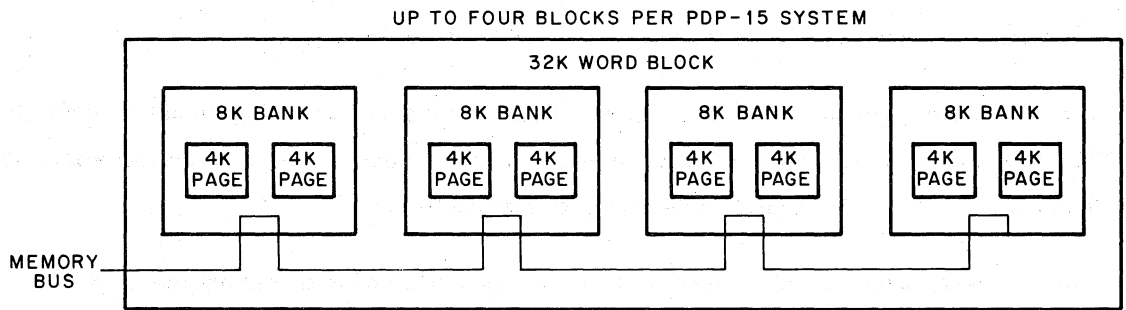 UP TO FOUR BLOCKS PER PDP-15 SYSTEM
32K WORD BLOCK
8K BANK
4K PAGE
4K PAGE
8K BANK
4K PAGE
4K PAGE
8K BANK
4K PAGE
4K PAGE
8K BANK
4K PAGE
4K PAGE
MEMORY
BUS